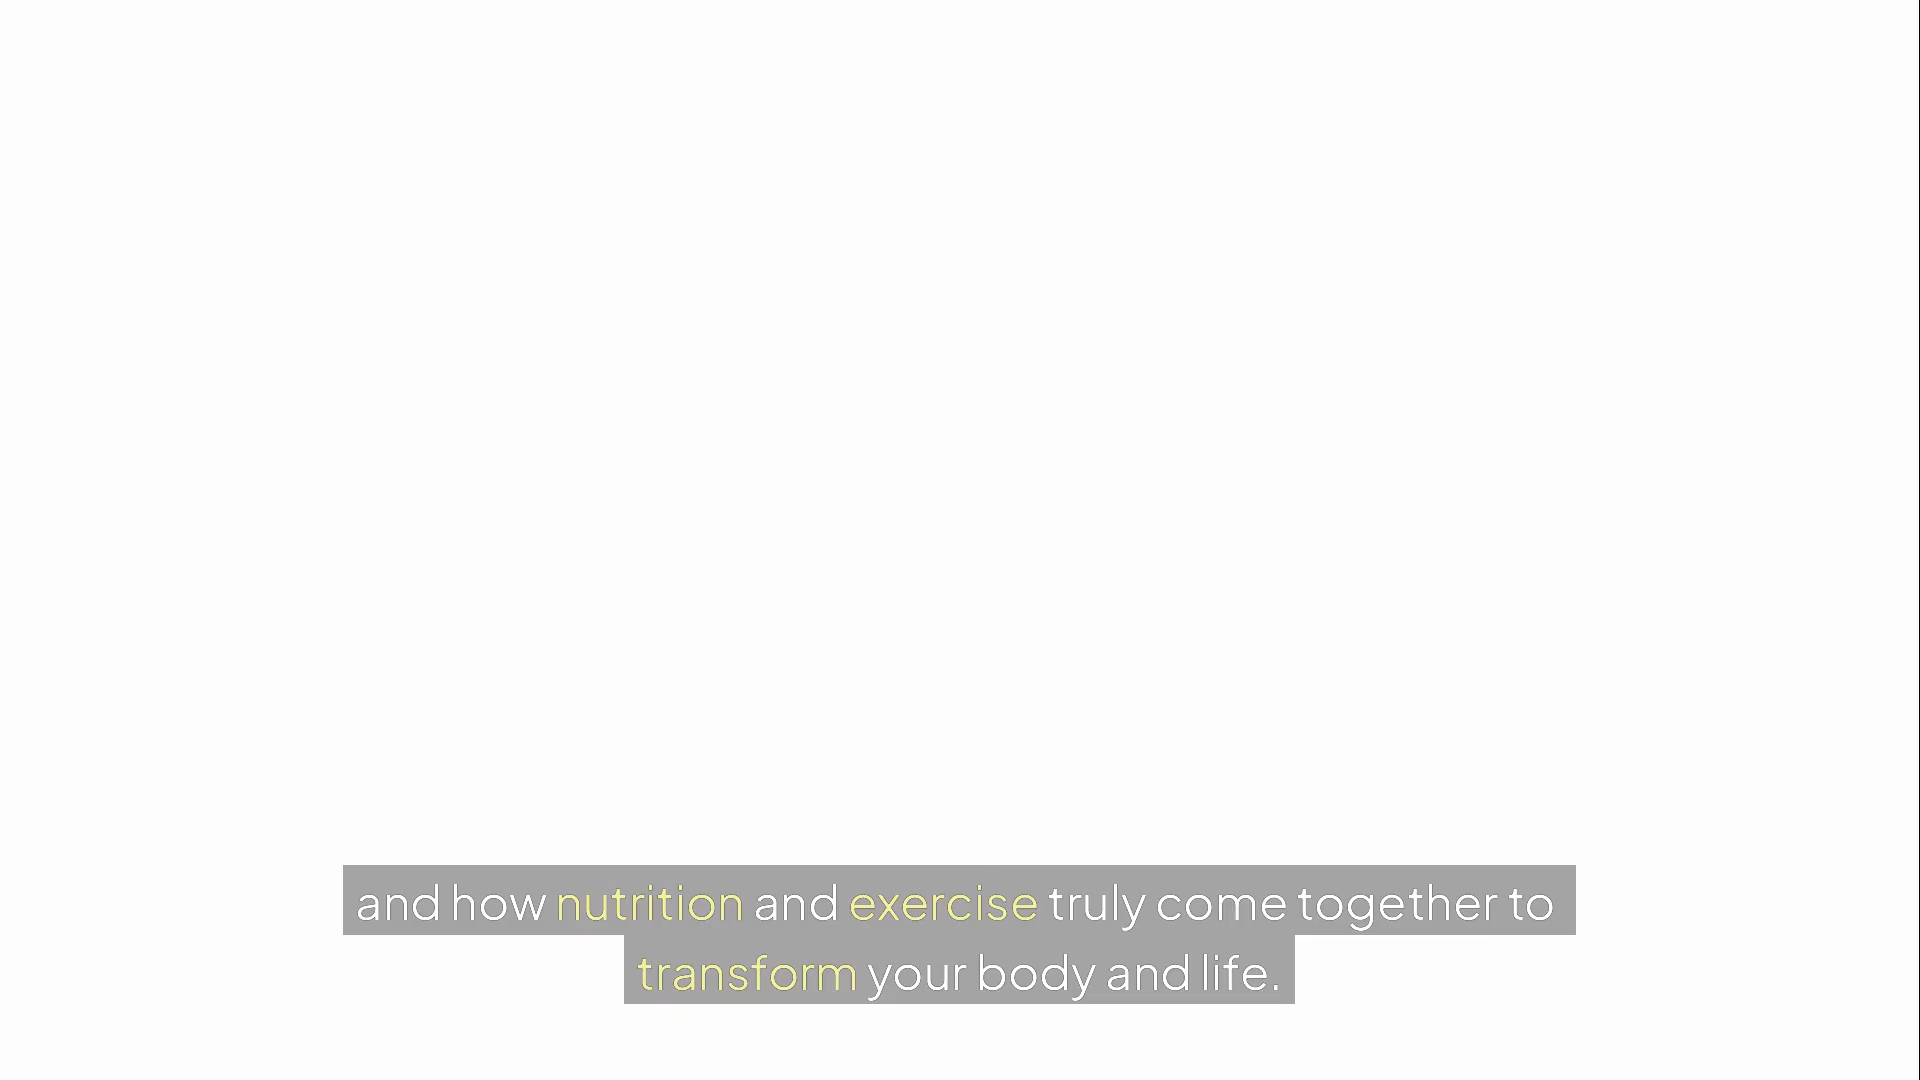 and how nutrition and exercise truly come together to
transform your body and life.